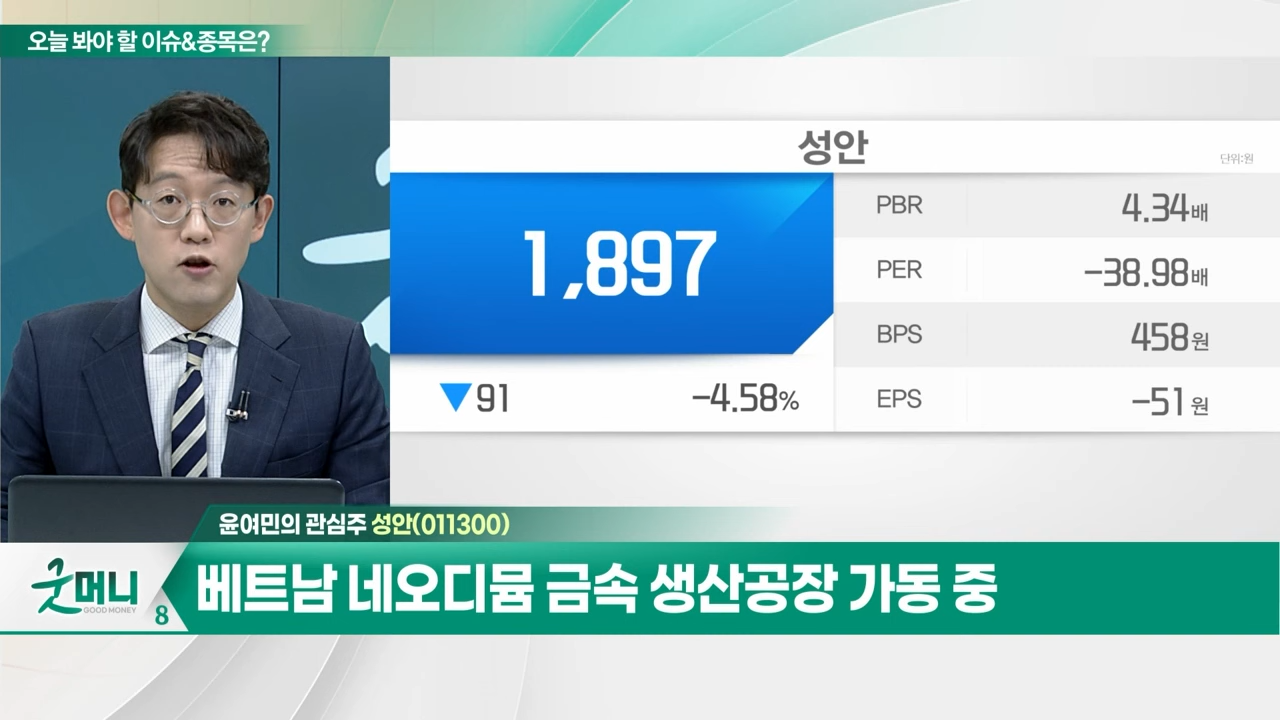 오늘 봐야 할 이슈&종목은?
성안
단위:원
1,897
▼91 -4.58%
PBR 4.34배
PER -38.98배
BPS 458원
EPS -51원
윤여민의 관심주 성안(011300)
굿머니
GOOD MONEY
8
베트남 네오디뮴 금속 생산공장 가동 중